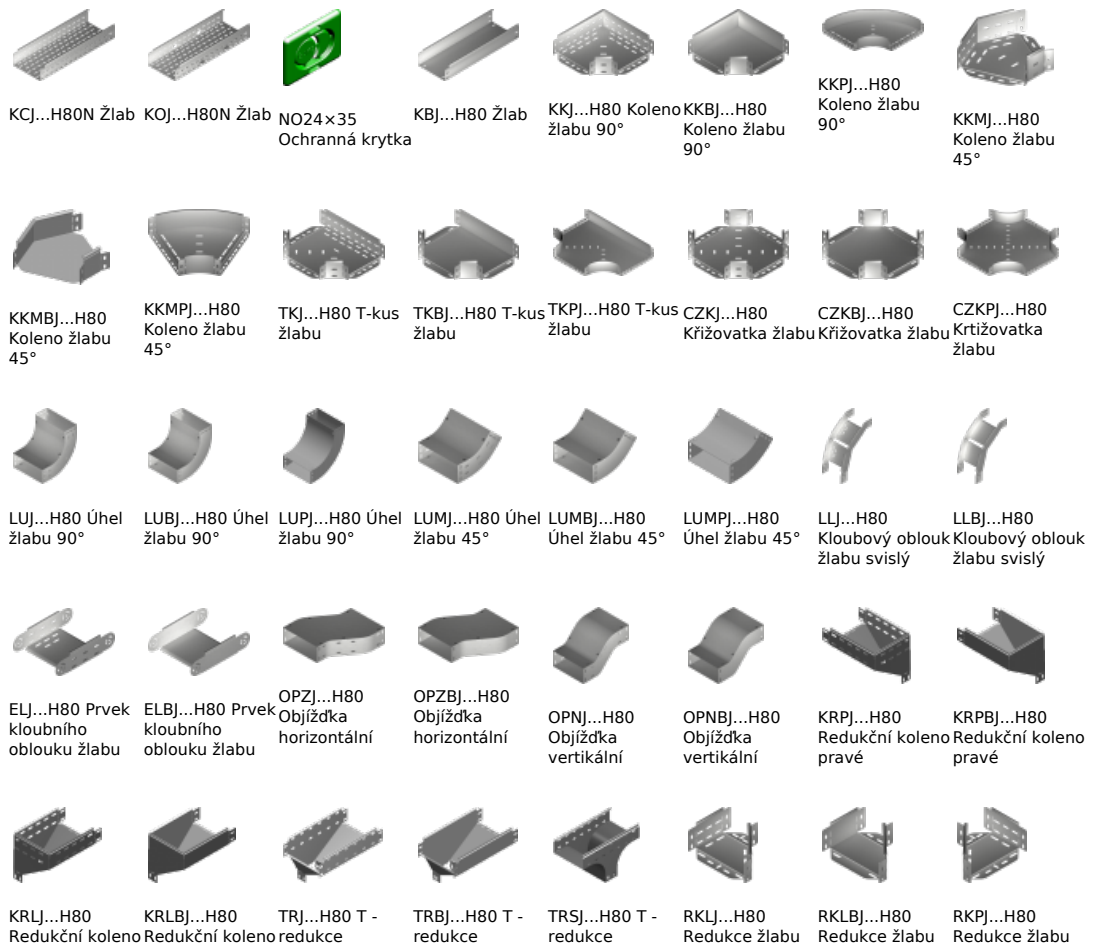 KCJ...H80N Žlab
KOJ...H80N Žlab
NO24×35
Ochranná krytka
KBJ...H80 Žlab
KKJ...H80 Koleno
žlabu 90°
KKBJ...H80
Koleno žlabu
90°
KKPJ...H80
Koleno žlabu
90°
KKMJ...H80
Koleno žlabu
45°
KKMBJ...H80
Koleno žlabu
45°
KKMPJ...H80
Koleno žlabu
45°
TKJ...H80 T-kus
žlabu
TKBJ...H80 T-kus
žlabu
TKPJ...H80 T-kus
žlabu
CZKJ...H80
Křižovatka žlabu
CZKBJ...H80
Křižovatka žlabu
CZKPJ...H80
Krtižovatka
žlabu
LUJ...H80 Úhel
žlabu 90°
LUBJ...H80 Úhel
žlabu 90°
LUPJ...H80 Úhel
žlabu 90°
LUMJ...H80 Úhel
žlabu 45°
LUMBJ...H80
Úhel žlabu 45°
LUMPJ...H80
Úhel žlabu 45°
LLJ...H80
Kloubový oblouk
žlabu svislý
LLBJ...H80
Kloubový oblouk
žlabu svislý
ELJ...H80 Prvek
kloubního
oblouku žlabu
ELBJ...H80 Prvek
kloubního
oblouku žlabu
OPZJ...H80
Objížďka
horizontální
OPZBJ...H80
Objížďka
horizontální
OPNJ...H80
Objížďka
vertikální
OPNBJ...H80
Objížďka
vertikální
KRPJ...H80
Redukční koleno
pravé
KRPBJ...H80
Redukční koleno
pravé
KRLJ...H80
Redukční koleno
KRLBJ...H80
Redukční koleno
TRJ...H80 T -
redukce
TRBJ...H80 T -
redukce
TRSJ...H80 T -
redukce
RKLJ...H80
Redukce žlabu
RKLBJ...H80
Redukce žlabu
RKPJ...H80
Redukce žlabu